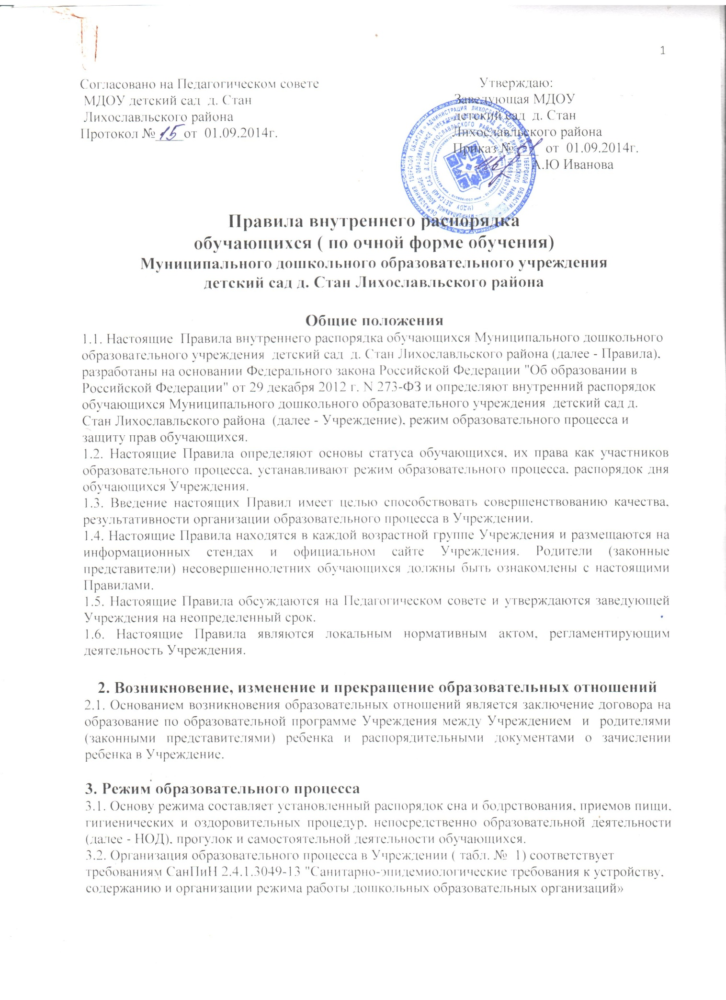 1
Согласовано на Педагогическом совете
МДОУ детский сад д. Стан
Лихославльского района
Протокол № 15 от 01.09.2014г.
Утверждаю:
Заведующая МДОУ
детский сад д. Стан
Лихославльского района
Приказ № от 01.09.2014г.
А.Ю Иванова
Правила внутреннего распорядка
обучающихся ( по очной форме обучения)
Муниципального дошкольного образовательного учреждения
детский сад д. Стан Лихославльского района
Общие положения
1.1. Настоящие Правила внутреннего распорядка обучающихся Муниципального дошкольного
образовательного учреждения детский сад д. Стан Лихославльского района (далее - Правила),
разработаны на основании Федерального закона Российской Федерации "Об образовании в
Российской Федерации" от 29 декабря 2012 г. N 273-ФЗ и определяют внутренний распорядок
обучающихся Муниципального дошкольного образовательного учреждения детский сад д.
Стан Лихославльского района (далее - Учреждение), режим образовательного процесса и
защиту прав обучающихся.
1.2. Настоящие Правила определяют основы статуса обучающихся, их права как участников
образовательного процесса, устанавливают режим образовательного процесса, распорядок дня
обучающихся Учреждения.
1.3. Введение настоящих Правил имеет целью способствовать совершенствованию качества,
результативности организации образовательного процесса в Учреждении.
1.4. Настоящие Правила находятся в каждой возрастной группе Учреждения и размещаются на
информационных стендах и официальном сайте Учреждения. Родители (законные
представители) несовершеннолетних обучающихся должны быть ознакомлены с настоящими
Правилами.
1.5. Настоящие Правила обсуждаются на Педагогическом совете и утверждаются заведующей
Учреждения на неопределенный срок.
1.6. Настоящие Правила являются локальным нормативным актом, регламентирующим
деятельность Учреждения.
2. Возникновение, изменение и прекращение образовательных отношений
2.1. Основанием возникновения образовательных отношений является заключение договора на
образование по образовательной программе Учреждения между Учреждением и родителями
(законными представителями) ребенка и распорядительными документами о зачислении
ребенка в Учреждение.
3. Режим образовательного процесса
3.1. Основу режима составляет установленный распорядок сна и бодрствования, приемов пищи,
гигиенических и оздоровительных процедур, непосредственно образовательной деятельности
(далее - НОД), прогулок и самостоятельной деятельности обучающихся.
3.2. Организация образовательного процесса в Учреждении ( табл. № 1) соответствует
требованиям СанПиН 2.4.1.3049-13 "Санитарно-эпидемиологические требования к устройству,
содержанию и организации режима работы дошкольных образовательных организаций»